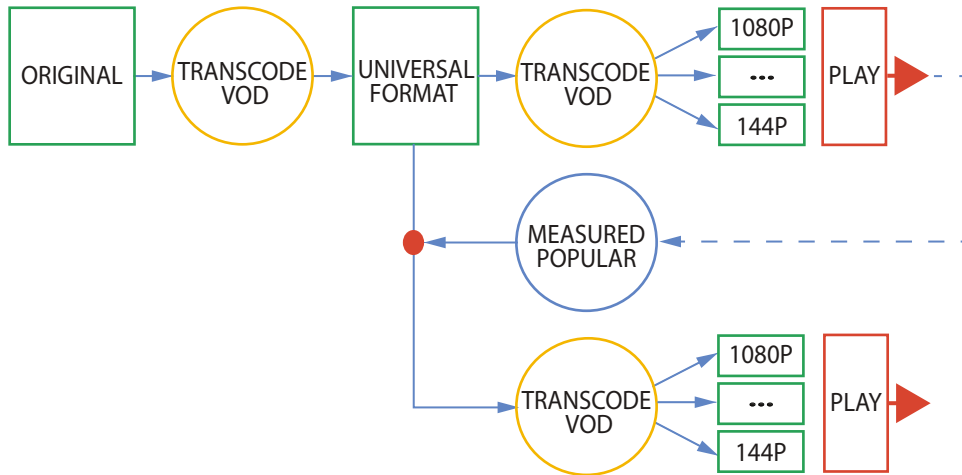 ORIGINAL
TRANSCODE
VOD
UNIVERSAL
FORMAT
TRANSCODE
VOD
1080P
...
144P
PLAY
MEASURED
POPULAR
TRANSCODE
VOD
1080P
...
144P
PLAY